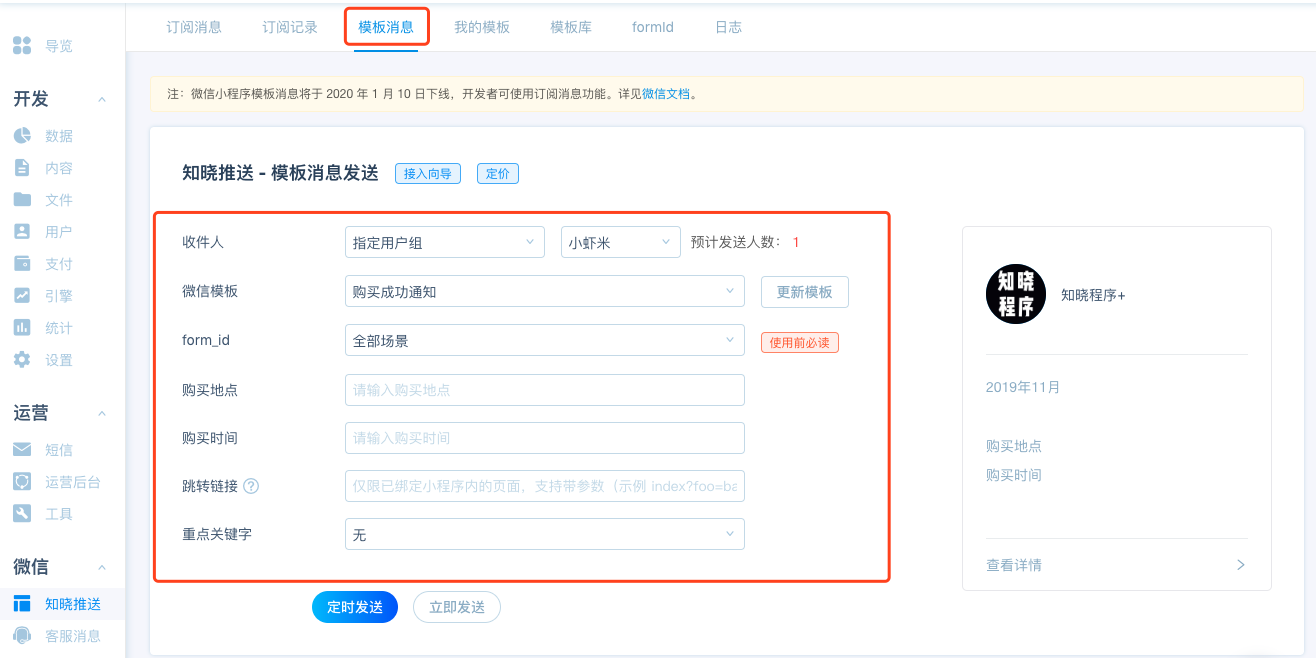 订阅消息 订阅记录 模板消息 我的模板 模板库 formId 日志
导览
开发
数据
内容
文件
用户
支付
引擎
统计
设置
运营
短信
运营后台
工具
微信
知晓推送
客服消息
注：微信小程序模板消息将于 2020 年 1 月 10 日下线，开发者可使用订阅消息功能。详见微信文档。
知晓推送 - 模板消息发送 接入向导 定价
收件人 指定用户组 小虾米 预计发送人数： 1
微信模板 购买成功通知 更新模板
form_id 全部场景 使用前必读
购买地点 请输入购买地点
购买时间 请输入购买时间
跳转链接 ? 仅限已绑定小程序内的页面，支持带参数（示例 index?foo=ba
重点关键字 无
定时发送 立即发送
知晓程序
知晓程序+
2019年11月
购买地点
购买时间
查看详情